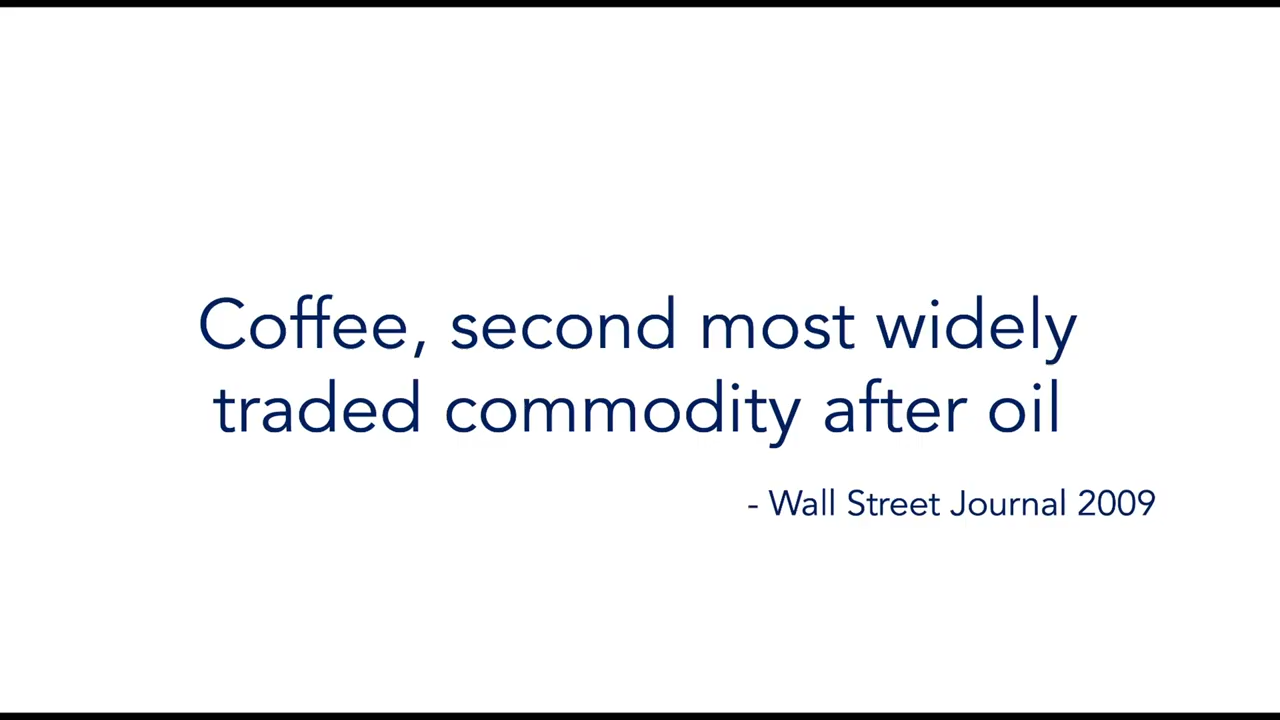 Coffee, second most widely
traded commodity after oil
- Wall Street Journal 2009